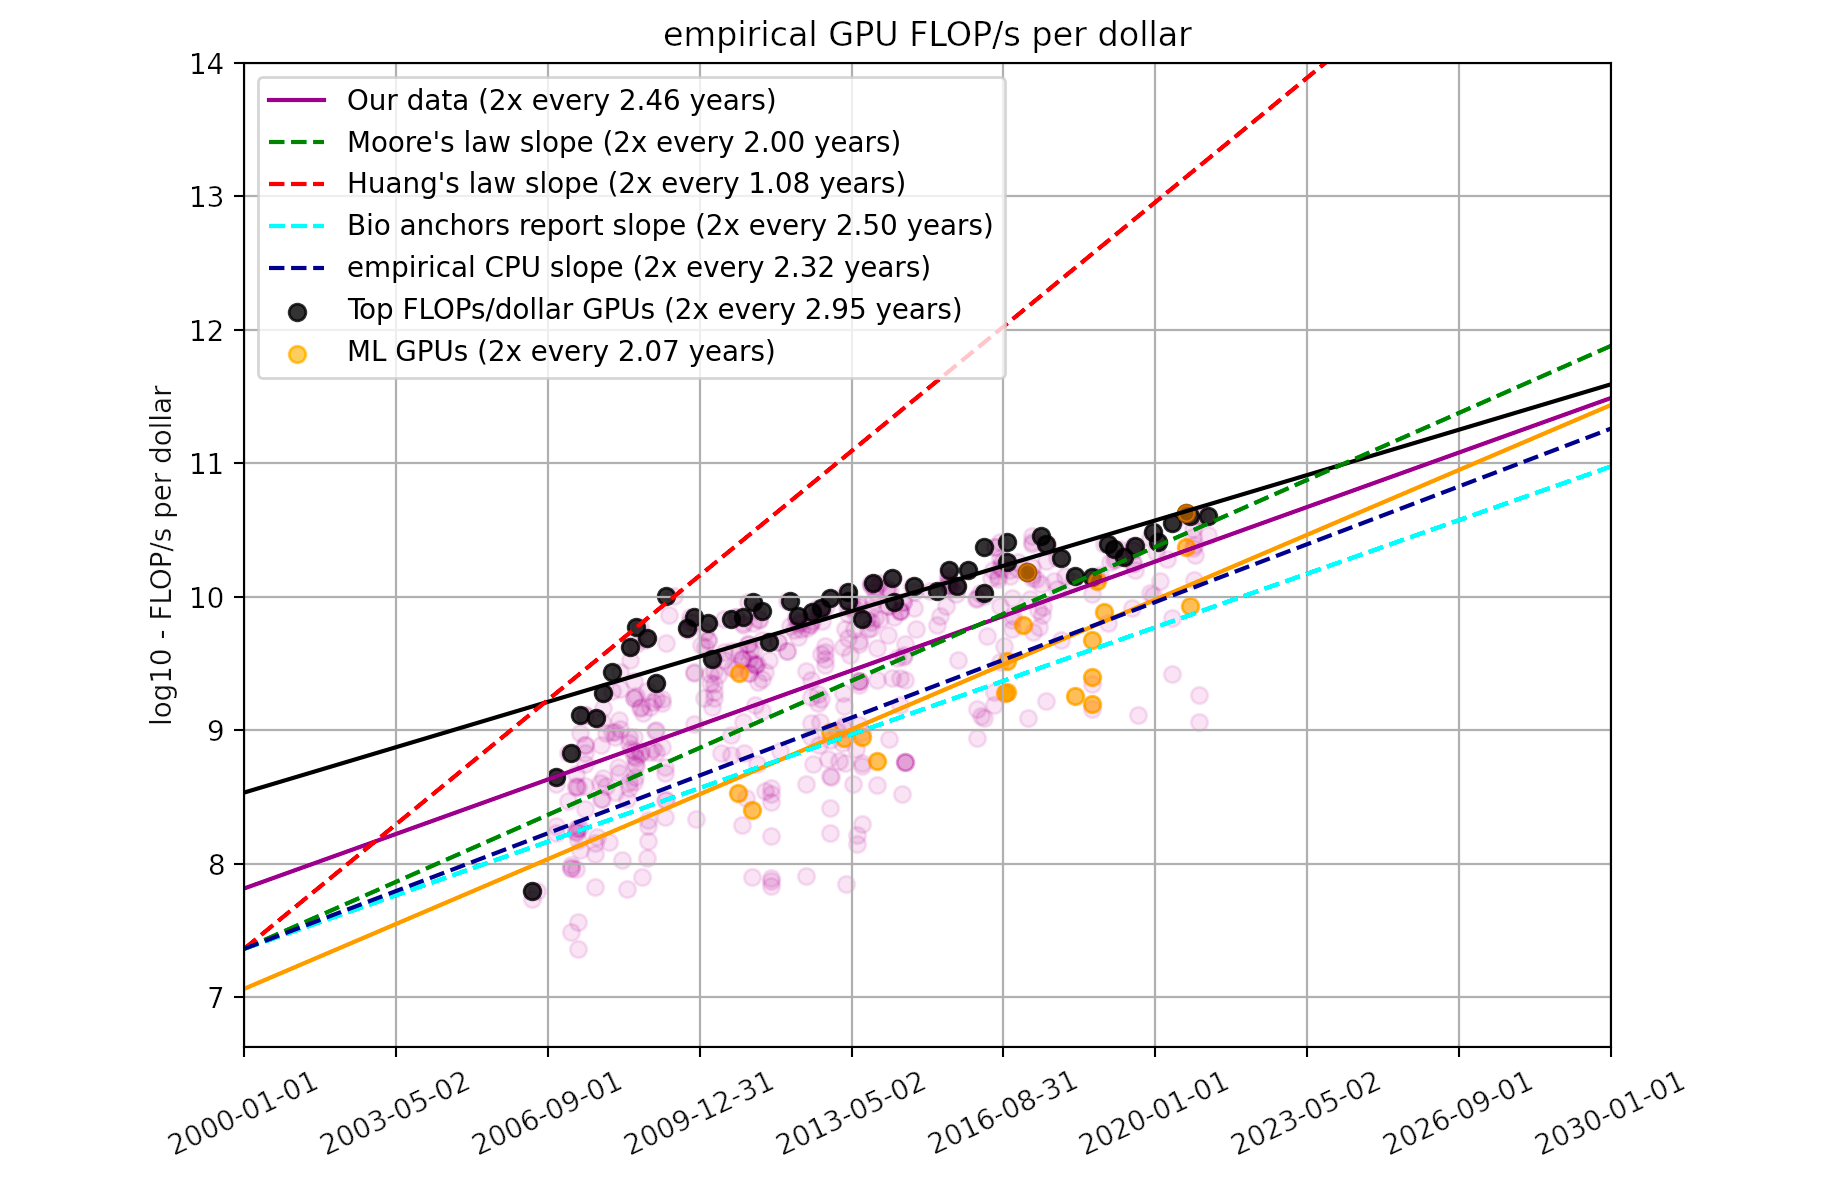 empirical GPU FLOP/s per dollar
14
13
12
11
10
9
8
7
log10 - FLOP/s per dollar
Our data (2x every 2.46 years)
Moore's law slope (2x every 2.00 years)
Huang's law slope (2x every 1.08 years)
Bio anchors report slope (2x every 2.50 years)
empirical CPU slope (2x every 2.32 years)
Top FLOPs/dollar GPUs (2x every 2.95 years)
ML GPUs (2x every 2.07 years)
2000-01-01
2003-05-02
2006-09-01
2009-12-31
2013-05-02
2016-08-31
2020-01-01
2023-05-02
2026-09-01
2030-01-01